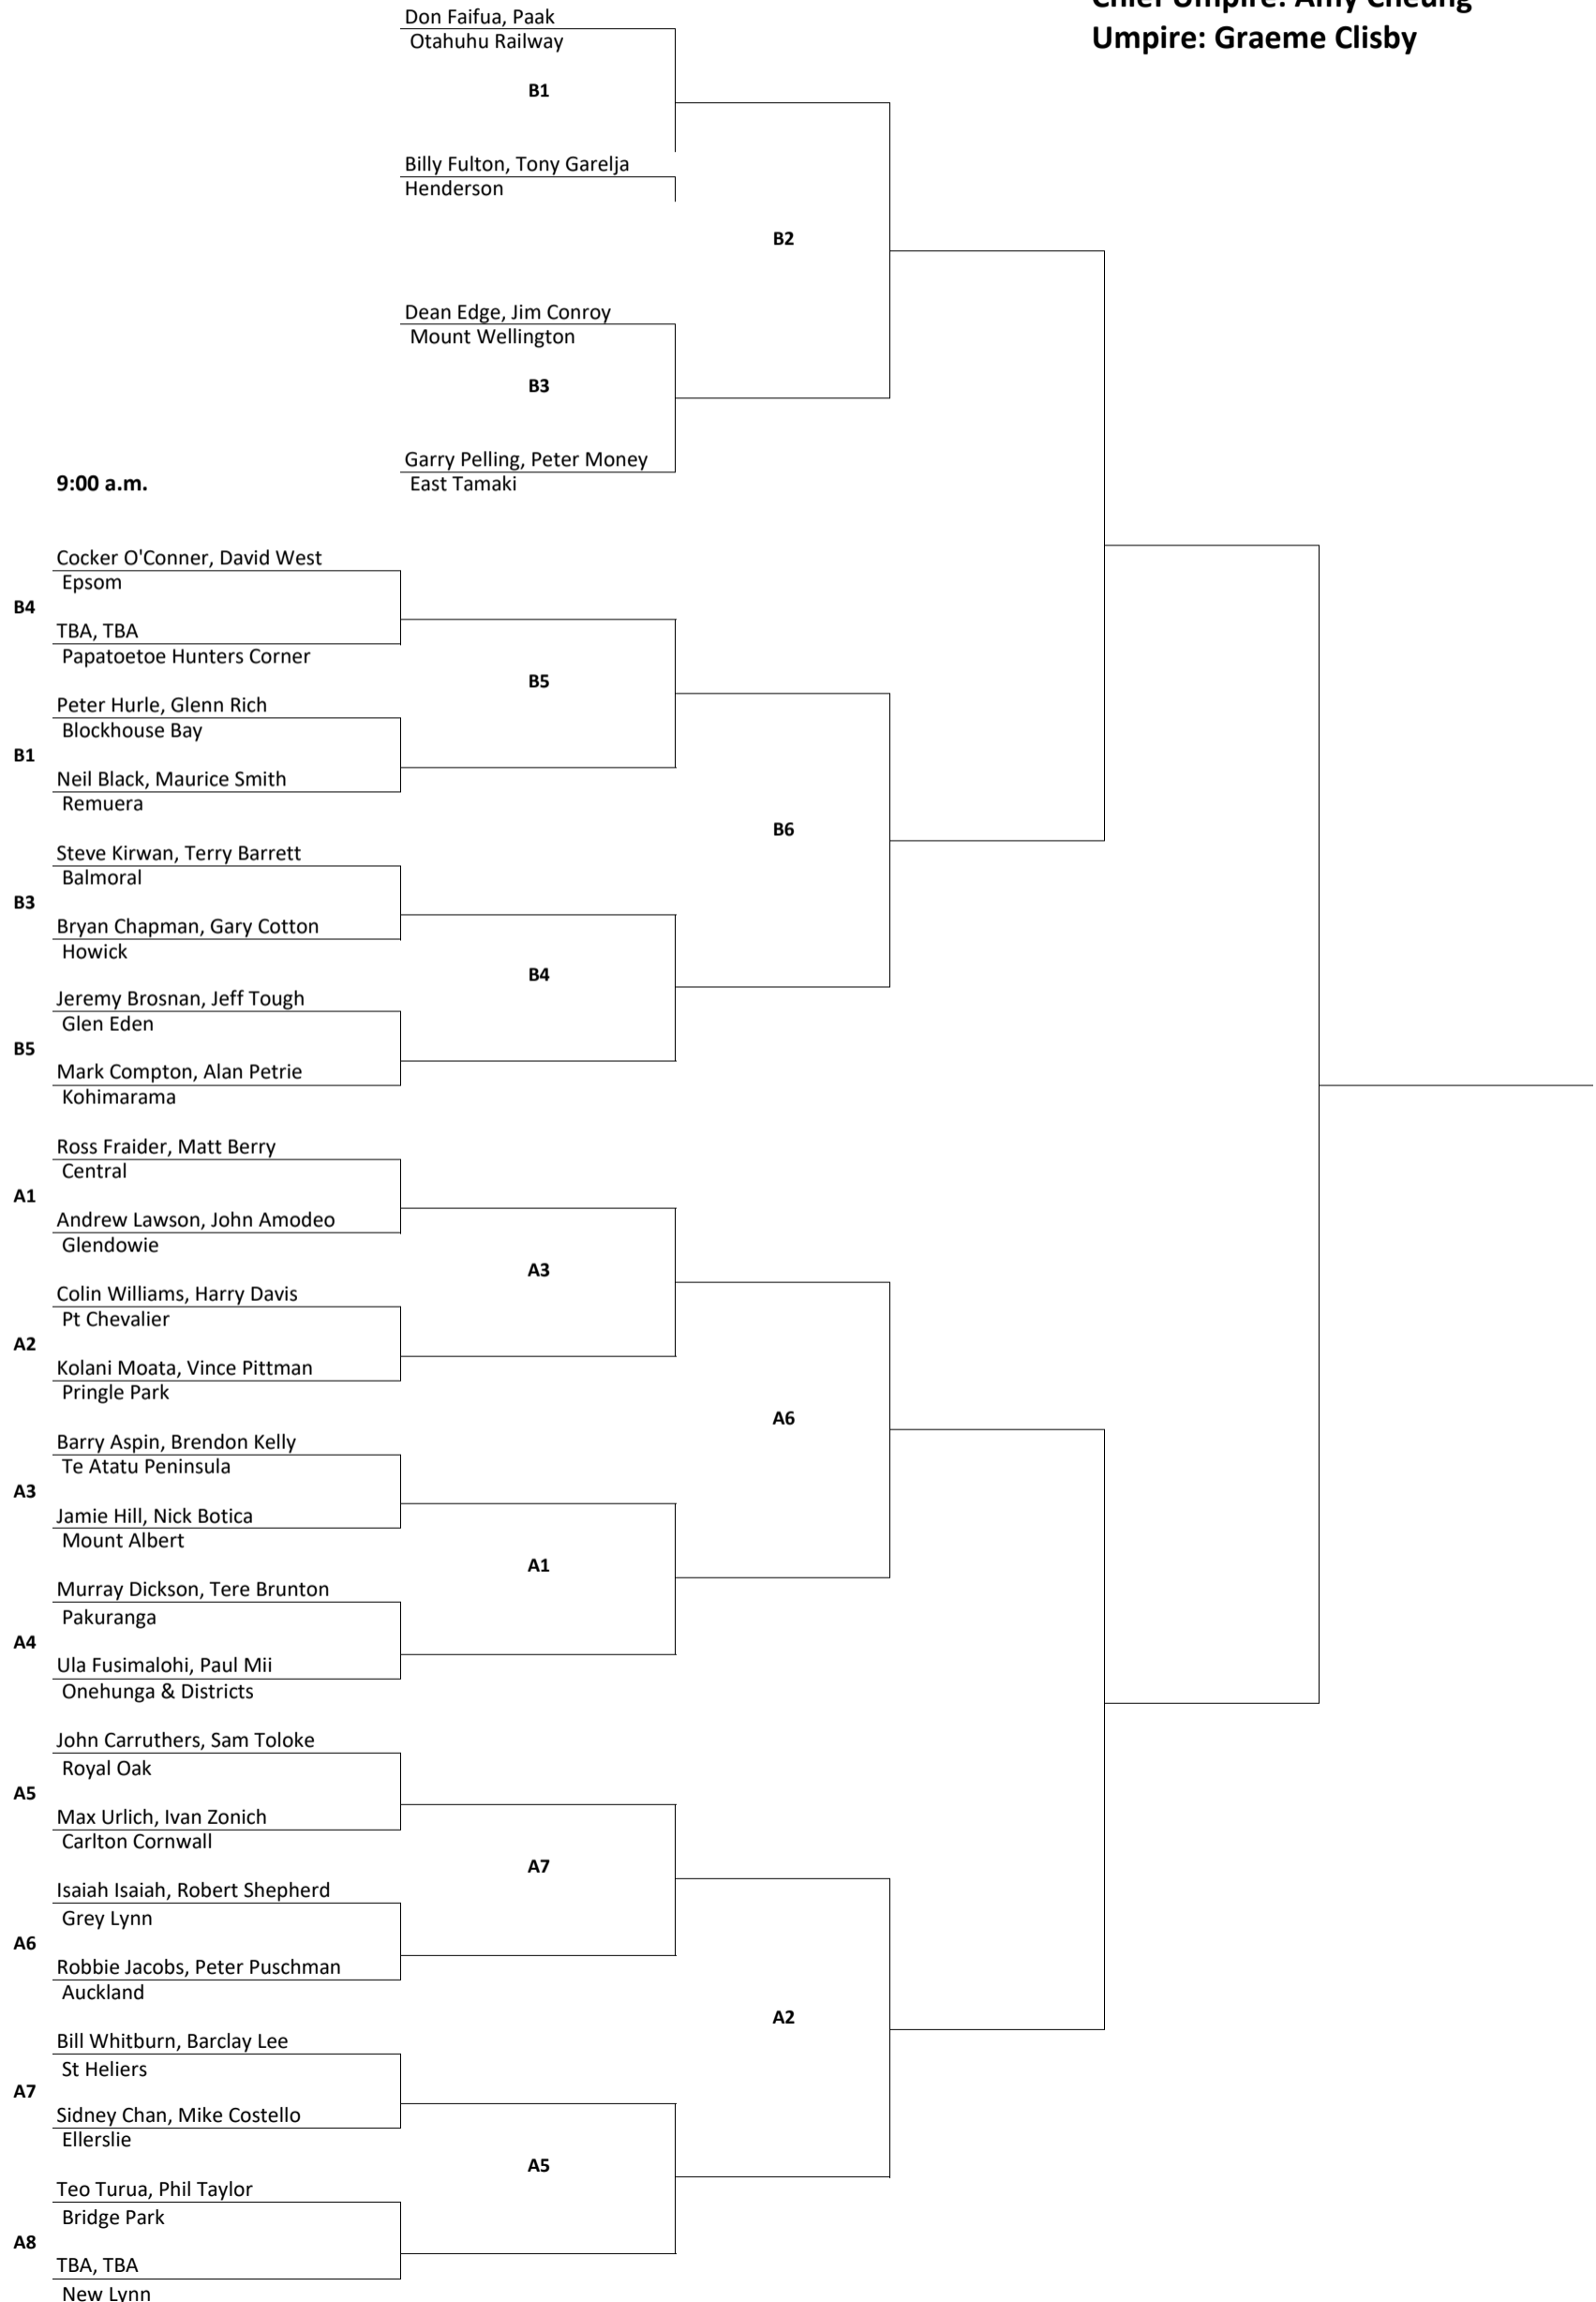 Chief Umpire: Amy Cheung
Umpire: Graeme Clisby
Don Faifua, Paak
Otahuhu Railway
B1
Billy Fulton, Tony Garelja
Henderson
B2
Dean Edge, Jim Conroy
Mount Wellington
B3
Garry Pelling, Peter Money
East Tamaki
9:00 a.m.
Cocker O'Conner, David West
Epsom
B4
TBA, TBA
Papatoetoe Hunters Corner
B5
Peter Hurle, Glenn Rich
Blockhouse Bay
B1
Neil Black, Maurice Smith
Remuera
B6
Steve Kirwan, Terry Barrett
Balmoral
B3
Bryan Chapman, Gary Cotton
Howick
B4
Jeremy Brosnan, Jeff Tough
Glen Eden
B5
Mark Compton, Alan Petrie
Kohimarama
Ross Fraider, Matt Berry
Central
A1
Andrew Lawson, John Amodeo
Glendowie
A3
Colin Williams, Harry Davis
Pt Chevalier
A2
Kolani Moata, Vince Pittman
Pringle Park
A6
Barry Aspin, Brendon Kelly
Te Atatu Peninsula
A3
Jamie Hill, Nick Botica
Mount Albert
A1
Murray Dickson, Tere Brunton
Pakuranga
A4
Ula Fusimalohi, Paul Mii
Onehunga & Districts
John Carruthers, Sam Toloke
Royal Oak
A5
Max Urlich, Ivan Zonich
Carlton Cornwall
A7
Isaiah Isaiah, Robert Shepherd
Grey Lynn
A6
Robbie Jacobs, Peter Puschman
Auckland
A2
Bill Whitburn, Barclay Lee
St Heliers
A7
Sidney Chan, Mike Costello
Ellerslie
A5
Teo Turua, Phil Taylor
Bridge Park
A8
TBA, TBA
New Lynn